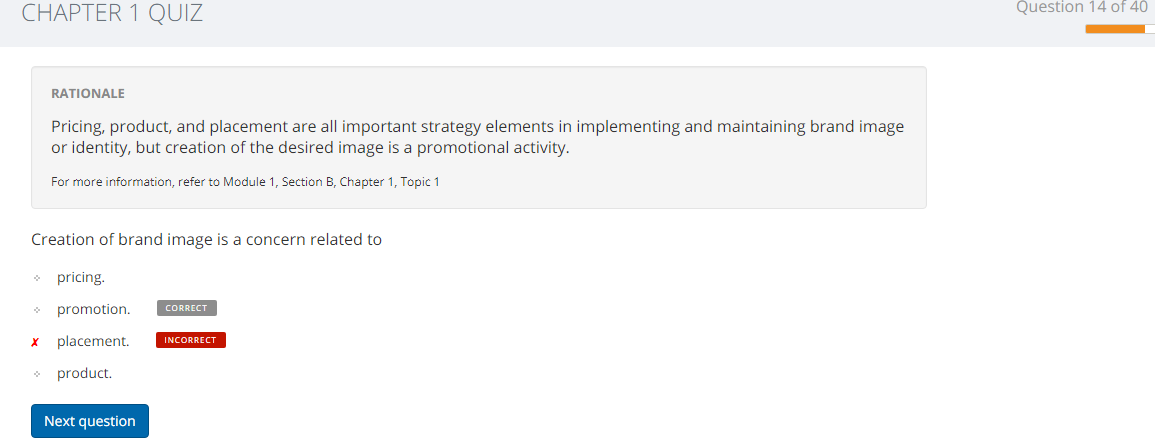 CHAPTER 1 QUIZ
Question 14 of 40
RATIONALE
Pricing, product, and placement are all important strategy elements in implementing and maintaining brand image
or identity, but creation of the desired image is a promotional activity.
For more information, refer to Module 1, Section B, Chapter 1, Topic 1
Creation of brand image is a concern related to
pricing.
promotion. CORRECT
✗ placement. INCORRECT
product.
Next question